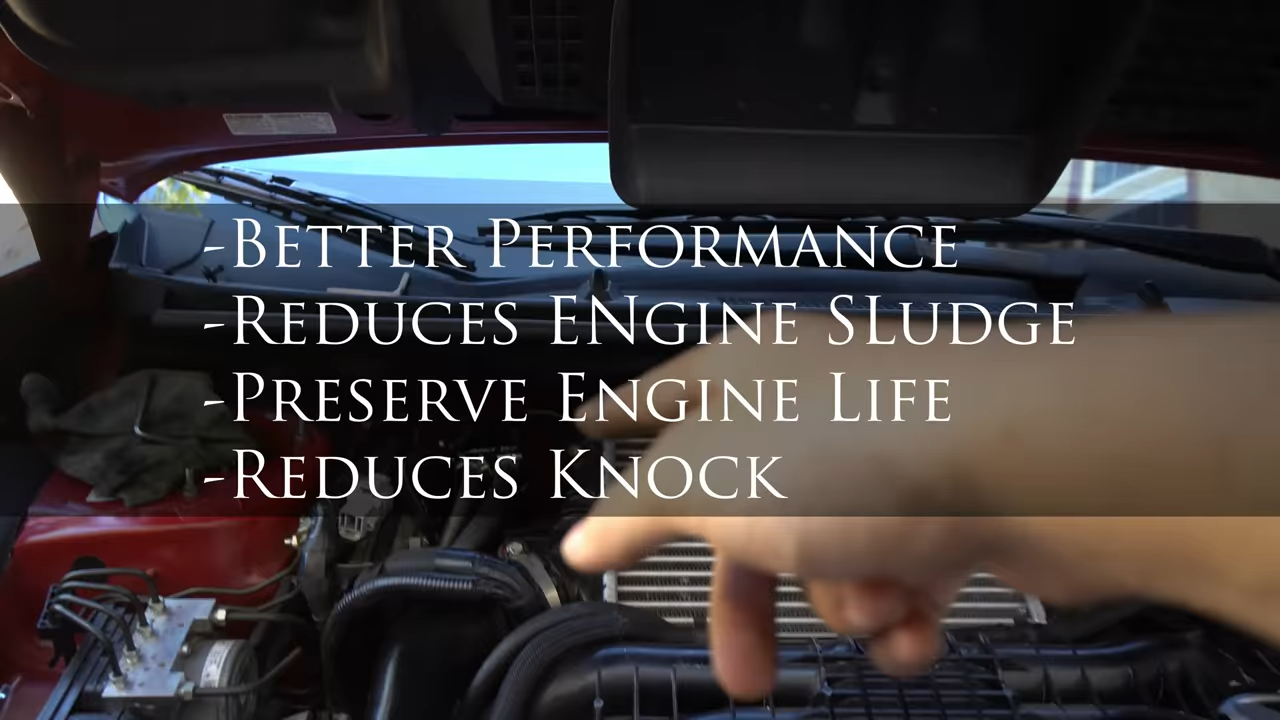 -Better Performance
-Reduces ENgine SLudge
-Preserve Engine Life
-Reduces Knock